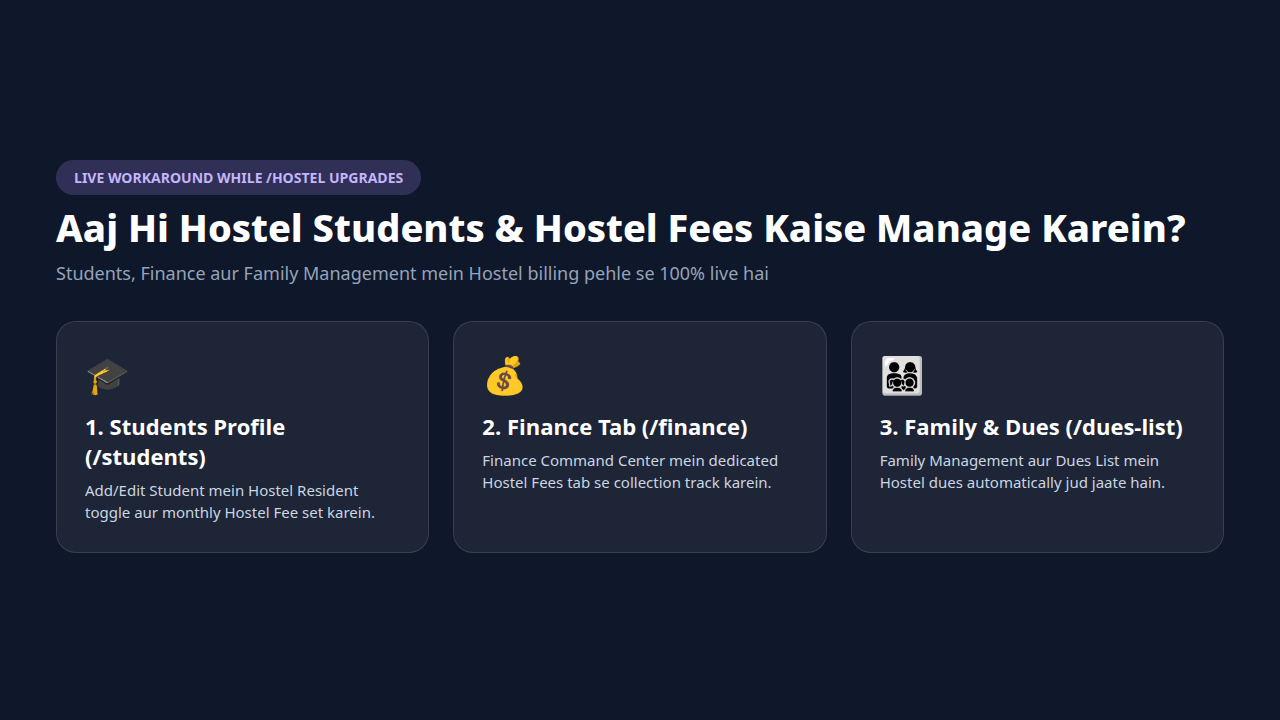 LIVE WORKAROUND WHILE /HOSTEL UPGRADES
Aaj Hi Hostel Students & Hostel Fees Kaise Manage Karein?
Students, Finance aur Family Management mein Hostel billing pehle se 100% live hai
1. Students Profile
(/students)
Add/Edit Student mein Hostel Resident
toggle aur monthly Hostel Fee set karein.
2. Finance Tab (/finance)
Finance Command Center mein dedicated
Hostel Fees tab se collection track karein.
3. Family & Dues (/dues-list)
Family Management aur Dues List mein
Hostel dues automatically jud jaate hain.